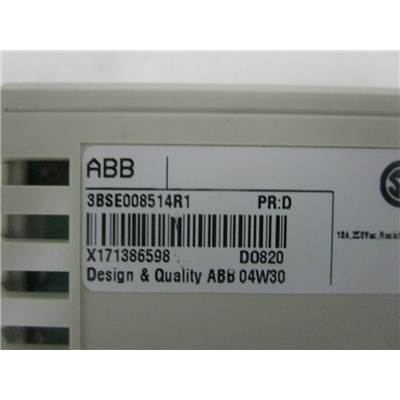 ABB
3BSE008514R1 PR:D
X171386598 DO820
Design & Quality ABB 04W30